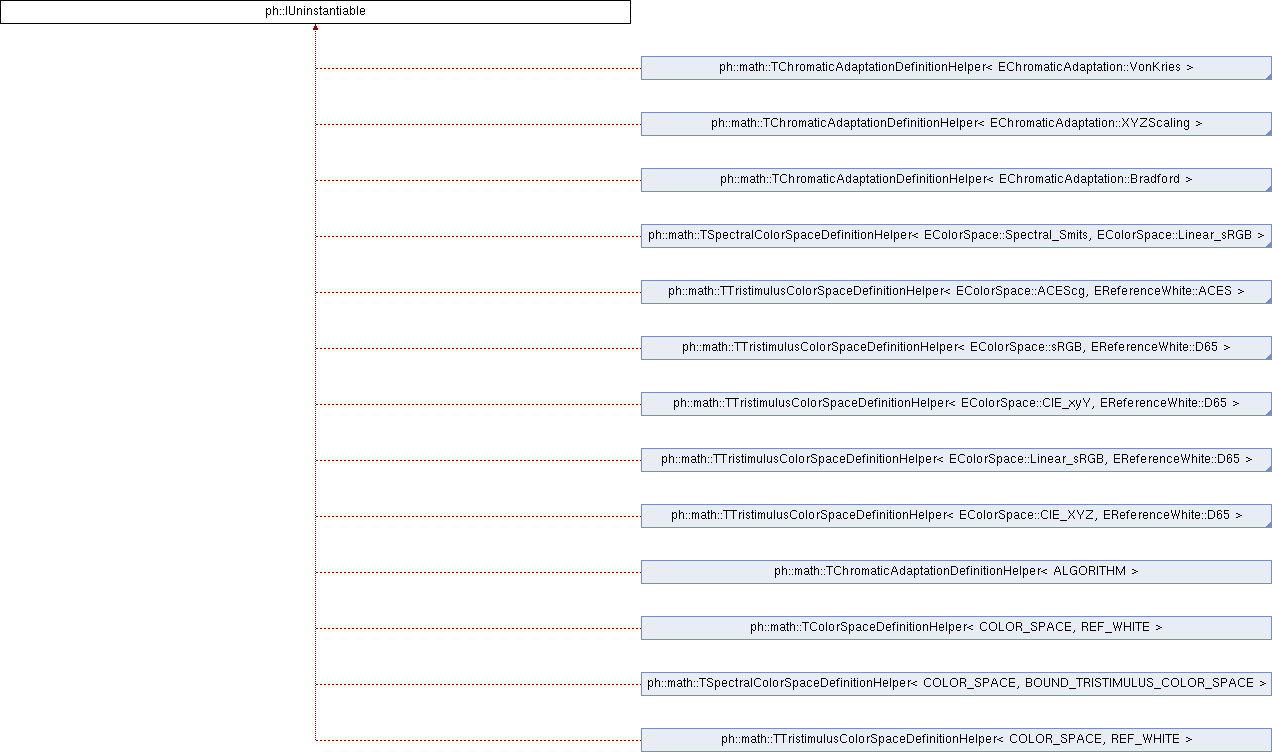 ph::IUninstantiable
ph::math::TChromaticAdaptationDefinitionHelper< EChromaticAdaptation::VonKries >
ph::math::TChromaticAdaptationDefinitionHelper< EChromaticAdaptation::XYZScaling >
ph::math::TChromaticAdaptationDefinitionHelper< EChromaticAdaptation::Bradford >
ph::math::TSpectralColorSpaceDefinitionHelper< EColorSpace::Spectral_Smits, EColorSpace::Linear_sRGB >
ph::math::TTristimulusColorSpaceDefinitionHelper< EColorSpace::ACEScg, EReferenceWhite::ACES >
ph::math::TTristimulusColorSpaceDefinitionHelper< EColorSpace::sRGB, EReferenceWhite::D65 >
ph::math::TTristimulusColorSpaceDefinitionHelper< EColorSpace::CIE_xyY, EReferenceWhite::D65 >
ph::math::TTristimulusColorSpaceDefinitionHelper< EColorSpace::Linear_sRGB, EReferenceWhite::D65 >
ph::math::TTristimulusColorSpaceDefinitionHelper< EColorSpace::CIE_XYZ, EReferenceWhite::D65 >
ph::math::TChromaticAdaptationDefinitionHelper< ALGORITHM >
ph::math::TColorSpaceDefinitionHelper< COLOR_SPACE, REF_WHITE >
ph::math::TSpectralColorSpaceDefinitionHelper< COLOR_SPACE, BOUND_TRISTIMULUS_COLOR_SPACE >
ph::math::TTristimulusColorSpaceDefinitionHelper< COLOR_SPACE, REF_WHITE >